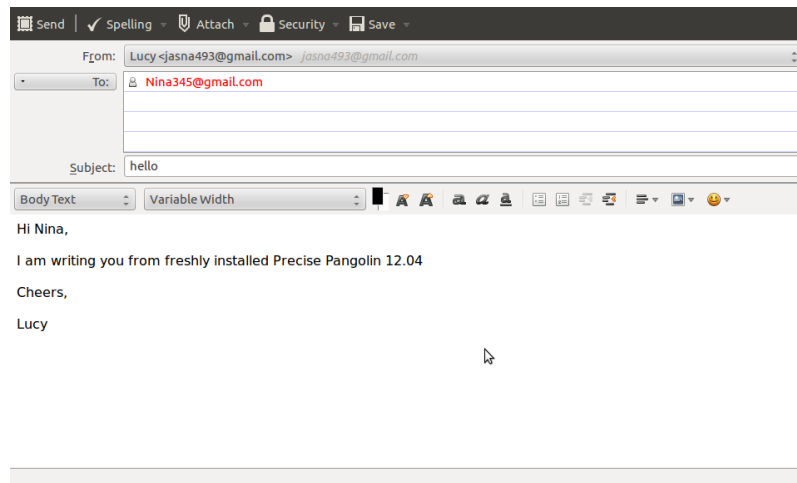 Send Spelling Attach Security Save
From: Lucy <jasna493@gmail.com> jasna493@gmail.com
To: Nina345@gmail.com
Subject: hello
Body Text Variable Width
Hi Nina,
I am writing you from freshly installed Precise Pangolin 12.04
Cheers,
Lucy